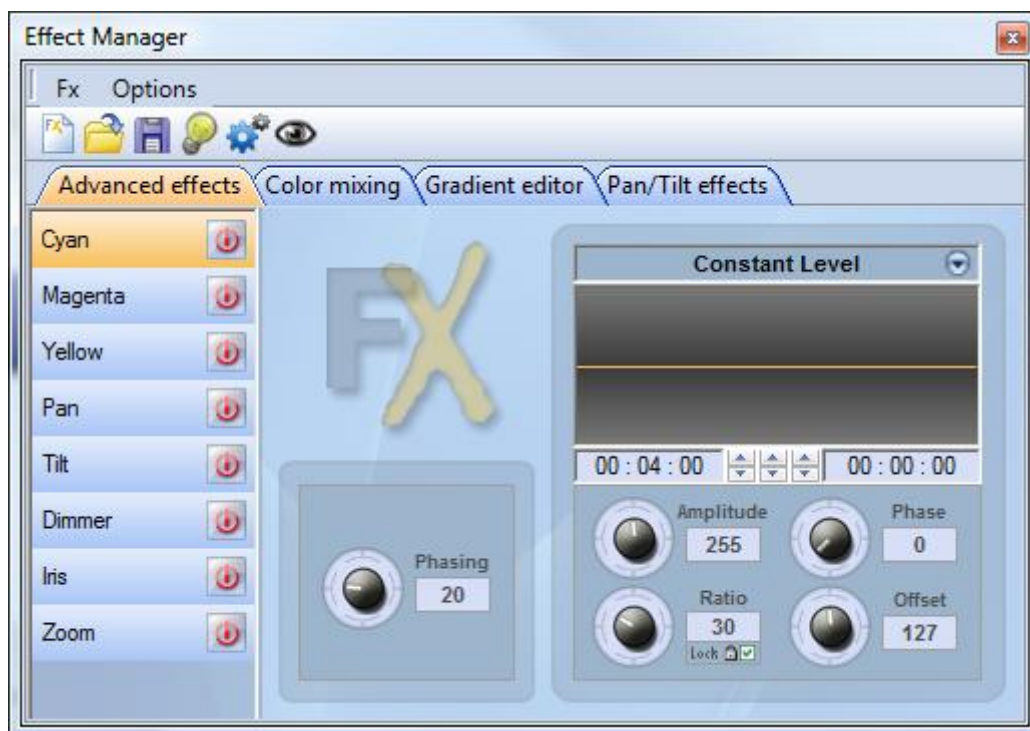 Effect Manager
Fx Options
FX
Advanced effects Color mixing Gradient editor Pan/Tilt effects
Cyan
Magenta
Yellow
Pan
Tilt
Dimmer
Iris
Zoom
FX
Phasing
20
Constant Level
00 : 04 : 00 00 : 00 : 00
Amplitude
255
Phase
0
Ratio
30
Lock
Offset
127